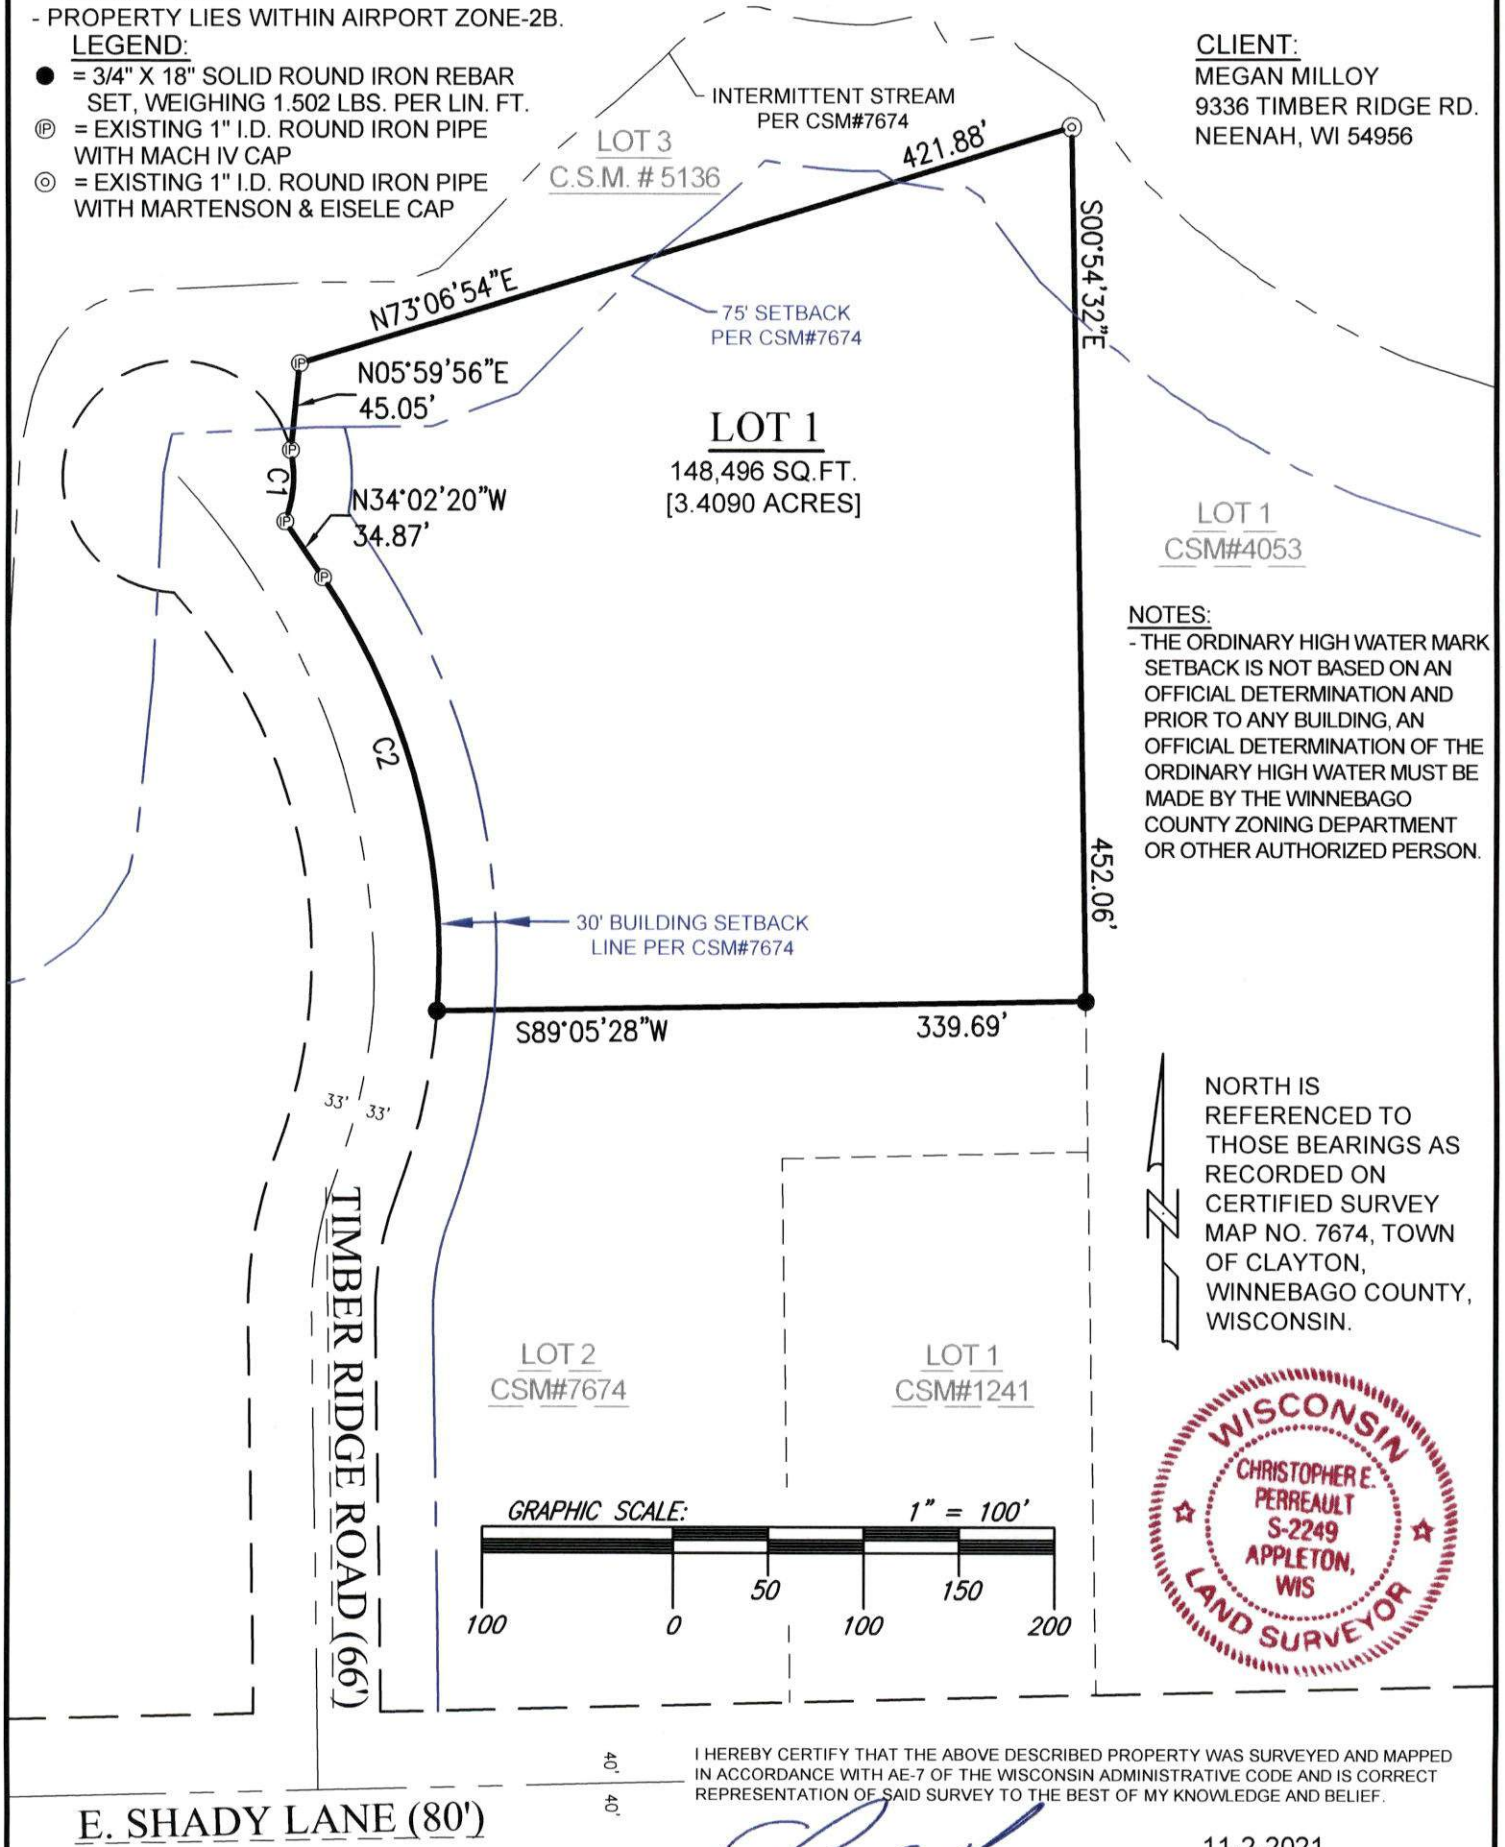 - PROPERTY LIES WITHIN AIRPORT ZONE-2B.
LEGEND:
= 3/4" X 18" SOLID ROUND IRON REBAR
SET, WEIGHING 1.502 LBS. PER LIN. FT.
IP = EXISTING 1" I.D. ROUND IRON PIPE
WITH MACH IV CAP
= EXISTING 1" I.D. ROUND IRON PIPE
WITH MARTENSON & EISELE CAP
CLIENT:
MEGAN MILLOY
9336 TIMBER RIDGE RD.
NEENAH, WI 54956
INTERMITTENT STREAM
PER CSM#7674
LOT 3
C.S.M. # 5136
421.88'
N73°06'54"E
S00°54'32"E
75' SETBACK
PER CSM#7674
IP
N05°59'56"E
45.05'
IP
C1
N34°02'20"W
34.87'
IP
IP
LOT 1
148,496 SQ.FT.
[3.4090 ACRES]
LOT 1
CSM#4053
NOTES:
- THE ORDINARY HIGH WATER MARK
SETBACK IS NOT BASED ON AN
OFFICIAL DETERMINATION AND
PRIOR TO ANY BUILDING, AN
OFFICIAL DETERMINATION OF THE
ORDINARY HIGH WATER MUST BE
MADE BY THE WINNEBAGO
COUNTY ZONING DEPARTMENT
OR OTHER AUTHORIZED PERSON.
C2
452.06'
30' BUILDING SETBACK
LINE PER CSM#7674
S89°05'28"W
339.69'
33' 33'
NORTH IS
REFERENCED TO
THOSE BEARINGS AS
RECORDED ON
CERTIFIED SURVEY
MAP NO. 7674, TOWN
OF CLAYTON,
WINNEBAGO COUNTY,
WISCONSIN.
N
TIMBER RIDGE ROAD (66')
LOT 2
CSM#7674
LOT 1
CSM#1241
WISCONSIN
CHRISTOPHER E.
PERREAULT
S-2249
APPLETON,
WIS
LAND SURVEYOR
GRAPHIC SCALE: 1" = 100'
50 150
100 0 100 200
40'
40'
I HEREBY CERTIFY THAT THE ABOVE DESCRIBED PROPERTY WAS SURVEYED AND MAPPED
IN ACCORDANCE WITH AE-7 OF THE WISCONSIN ADMINISTRATIVE CODE AND IS CORRECT
REPRESENTATION OF SAID SURVEY TO THE BEST OF MY KNOWLEDGE AND BELIEF.
E. SHADY LANE (80')
11-2-2021